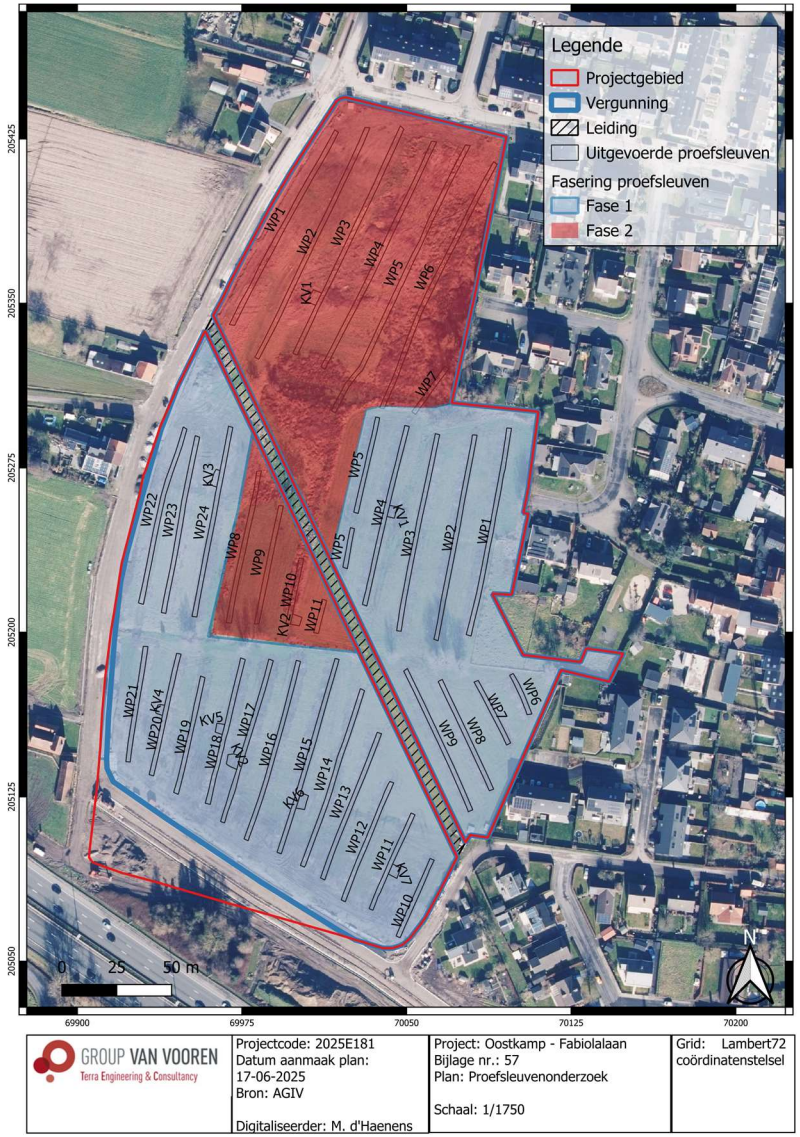 Legende
Projectgebied
Vergunning
Leiding
Uitgevoerde proefsleuven
Fasering proefsleuven
Fase 1
Fase 2
205425
205350
205275
205200
205125
205050
WP1
WP2
WP3
WP4
WP5
WP6
KV1
WP7
WP22
WP23
WP24
KV3
WP8
WP9
WP10
KV2
WP11
WP5
WP5
WP4
KV1
WP3
WP2
WP1
WP21
WP20
KV4
WP19
KV5
WP18
WP17
WP16
WP15
KV6
WP14
WP13
WP12
WP11
KV7
WP10
WP9
WP8
WP7
WP6
N
0 25 50 m
69900 69975 70050 70125 70200
GROUP VAN VOOREN
Terra Engineering & Consultancy
Projectcode: 2025E181
Datum aanmaak plan:
17-06-2025
Bron: AGIV
Digitaliseerder: M. d'Haenens
Project: Oostkamp - Fabiolalaan
Bijlage nr.: 57
Plan: Proefsleuvenonderzoek
Schaal: 1/1750
Grid: Lambert72
coördinatenstelsel